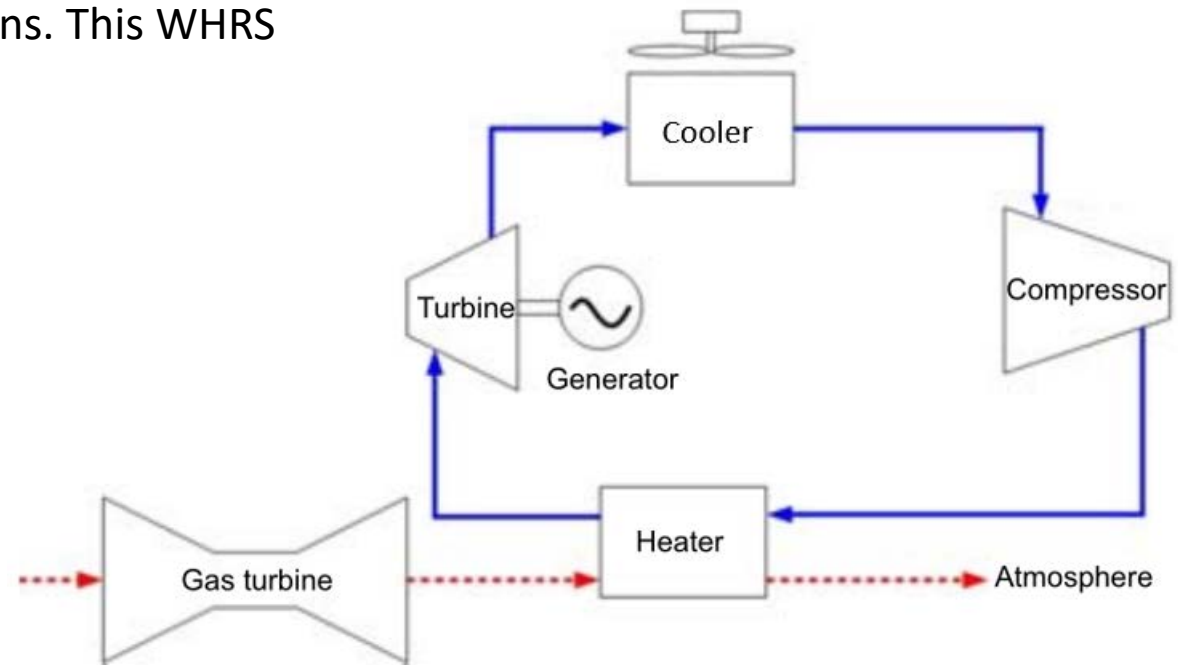 ns. This WHRS
Cooler
Compressor
Turbine
Generator
Heater
Gas turbine
Atmosphere